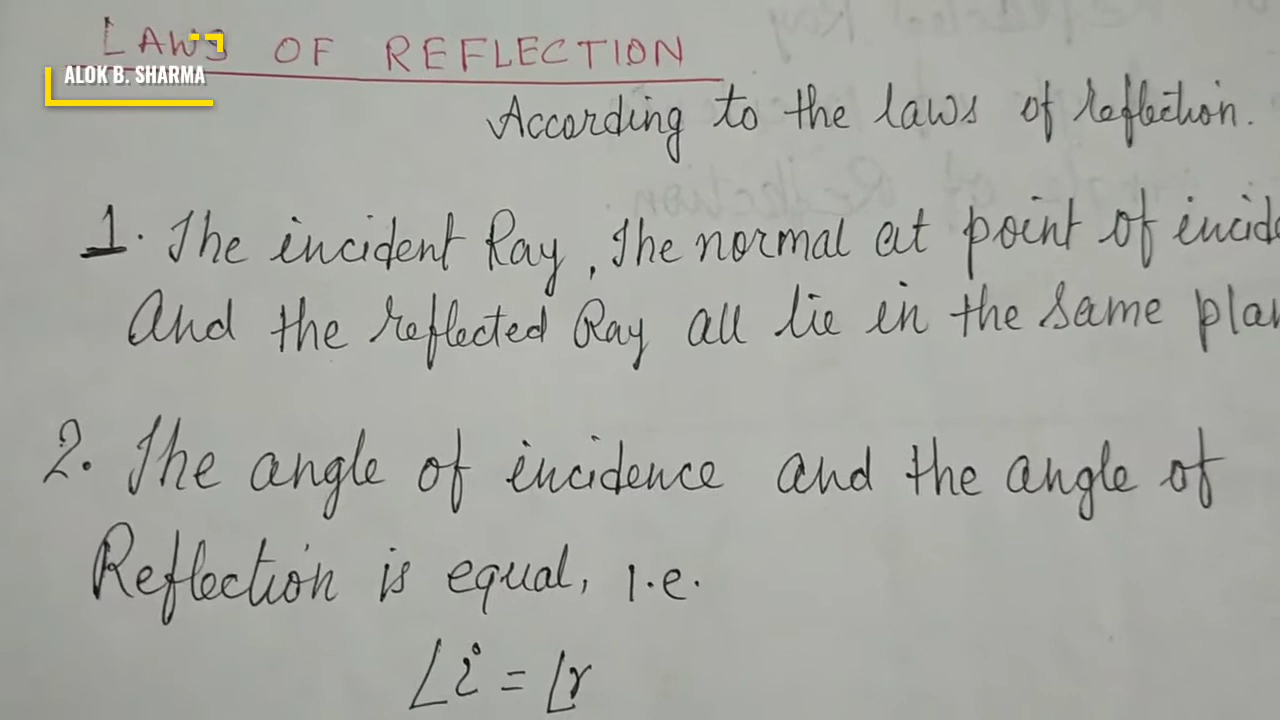 LAWS OF REFLECTION
ALOK B. SHARMA
According to the laws of reflection.
1. The incident Ray, The normal at point of incide
And the reflected Ray all lie in the same plan
2. The angle of incidence and the angle of
Reflection is equal, i.e.
∠i = ∠r